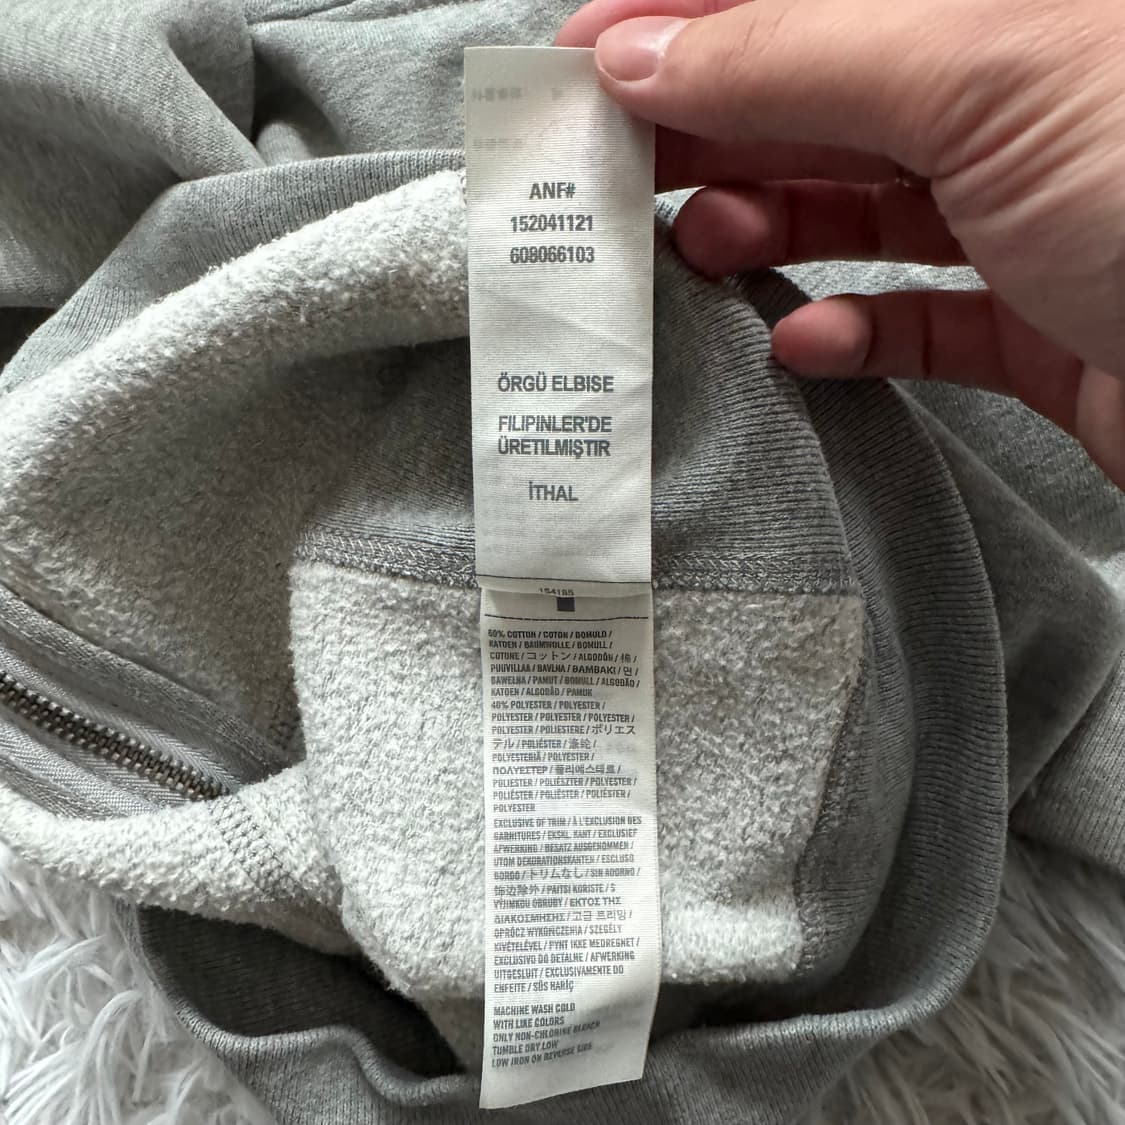 ANF#
152041121
608066103
ÖRGÜ ELBISE
FILIPINLER'DE
ÜRETILMIŞTIR
İTHAL
60% COTTON / COTON / BOMULD /
KATOEN / BAUMWOLLE / BOMULL /
COTONE / コットン / ALGODÓN / 棉 /
PUUVILLAA / BAVLNA / ΒΑΜΒΑΚΙ / 면 /
BAWEŁNA / PAMUT / BOMULL / ALGODÃO /
KATOEN / ALGODÃO / PAMUK
40% POLYESTER / POLYESTER /
POLYESTER / POLYESTER / POLYESTER /
POLYESTER / POLIESTERE / ポリエス
テル / POLIÉSTER / 涤纶 /
POLYESTERIÄ / POLYESTER /
ΠΟΛΥΕΣΤΕΡ / 폴리에스테르 /
POLIESTER / POLIÉSZTER / POLYESTER /
POLIÉSTER / POLIËSTER / POLIÉSTER /
POLYESTER
EXCLUSIVE OF TRIM / À L'EXCLUSION DES
GARNITURES / EKSKL. KANT / EXCLUSIEF
AFWERKING / BESATZ AUSGENOMMEN /
UTOM DEKORATIONSKANTEN / ESCLUSO
BORDO / トリムなし / SIN ADORNO /
饰边除外 / PAITSI KORISTE / S
VÝJIMKOU OBRUBY / ΕΚΤΟΣ ΤΗΣ
ΔΙΑΚΟΣΜΗΣΗΣ / 고급 트리밍 /
OPRÓCZ WYKOŃCZENIA / SZEGÉLY
KIVÉTELÉVEL / PYNT IKKE MEDREGNET /
EXCLUSIVO DO DETALNE / AFWERKING
UITGESLUIT / EXCLUSIVAMENTE DO
ENFEITE / SÜS HARİÇ
MACHINE WASH COLD
WITH LIKE COLORS
ONLY NON-CHLORINE BLEACH
TUMBLE DRY LOW
LOW IRON ON REVERSE SIDE